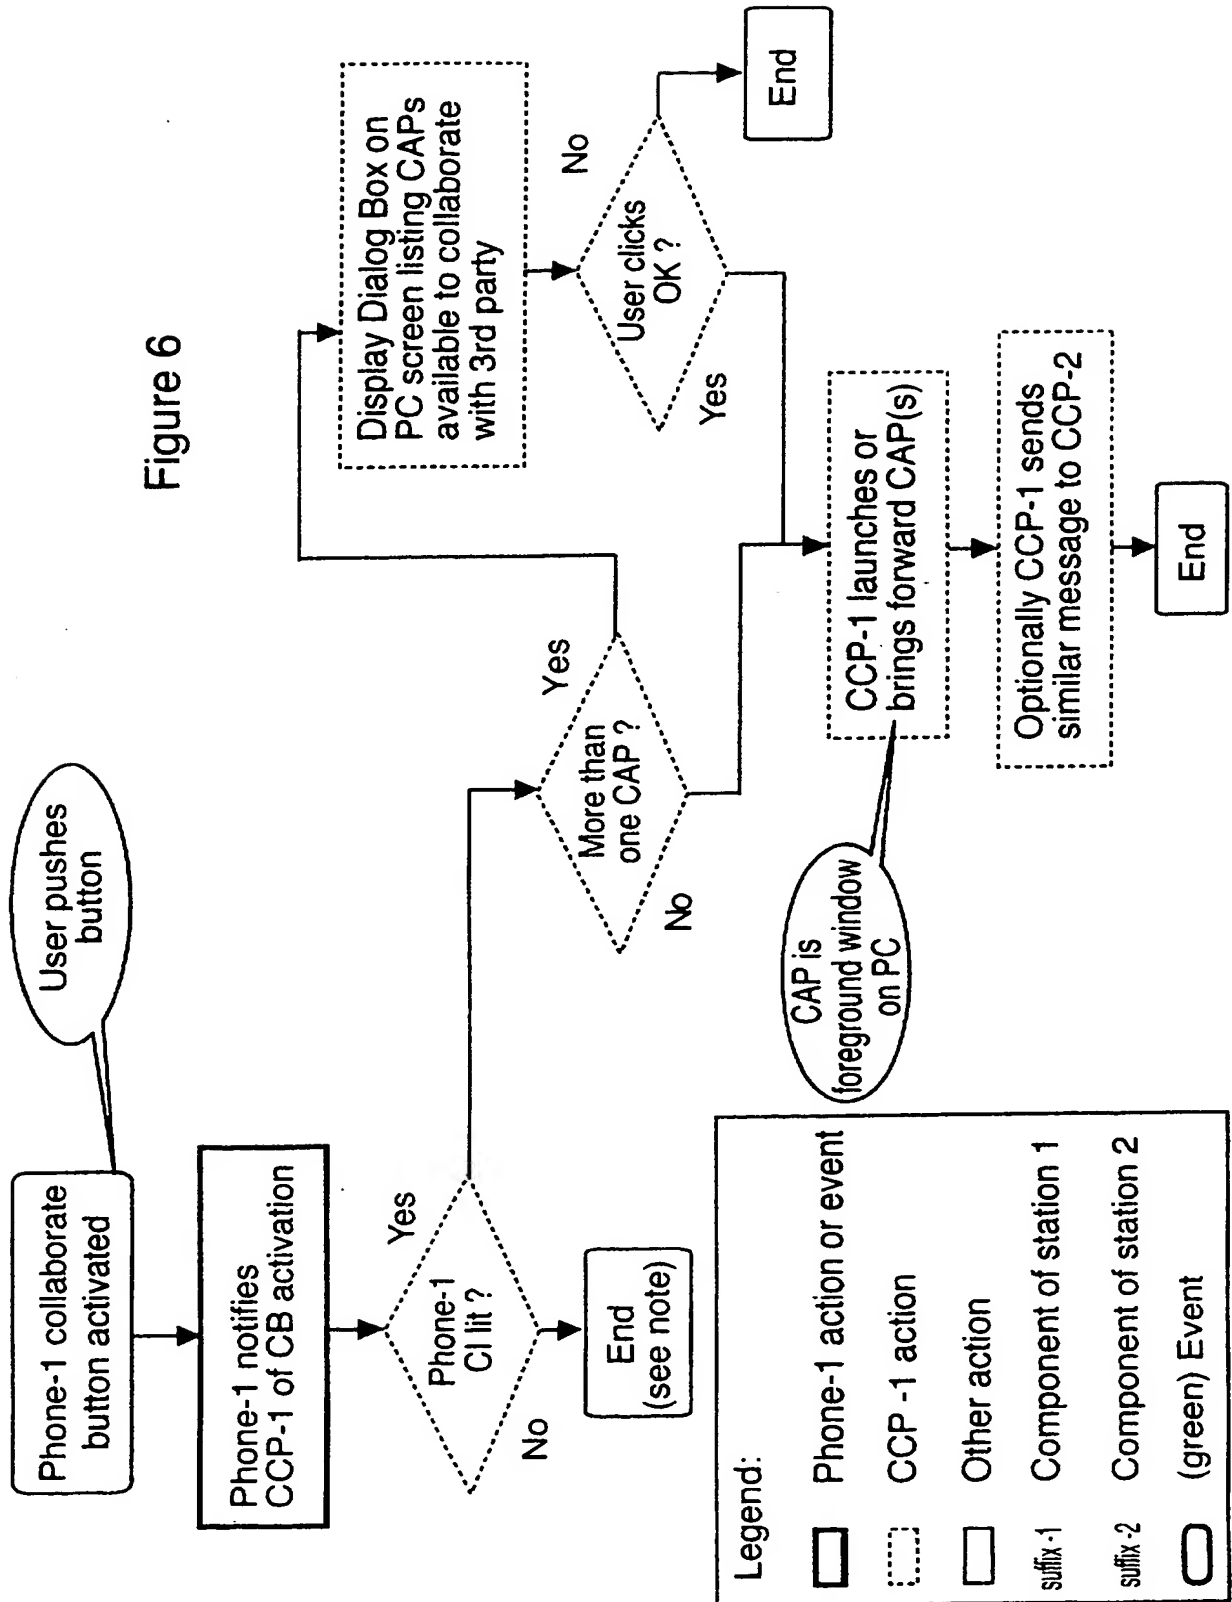 Figure 6
User pushes
button
Phone-1 collaborate
button activated
Phone-1 notifies
CCP-1 of CB activation
Phone-1
CI lit ?
Yes
No
End
(see note)
More than
one CAP ?
Yes
No
Display Dialog Box on
PC screen listing CAPs
available to collaborate
with 3rd party
User clicks
OK ?
No
Yes
End
CAP is
foreground window
on PC
CCP-1 launches or
brings forward CAP(s)
Optionally CCP-1 sends
similar message to CCP-2
End
Legend:
Phone-1 action or event
CCP -1 action
Other action
suffix -1 Component of station 1
suffix -2 Component of station 2
(green) Event